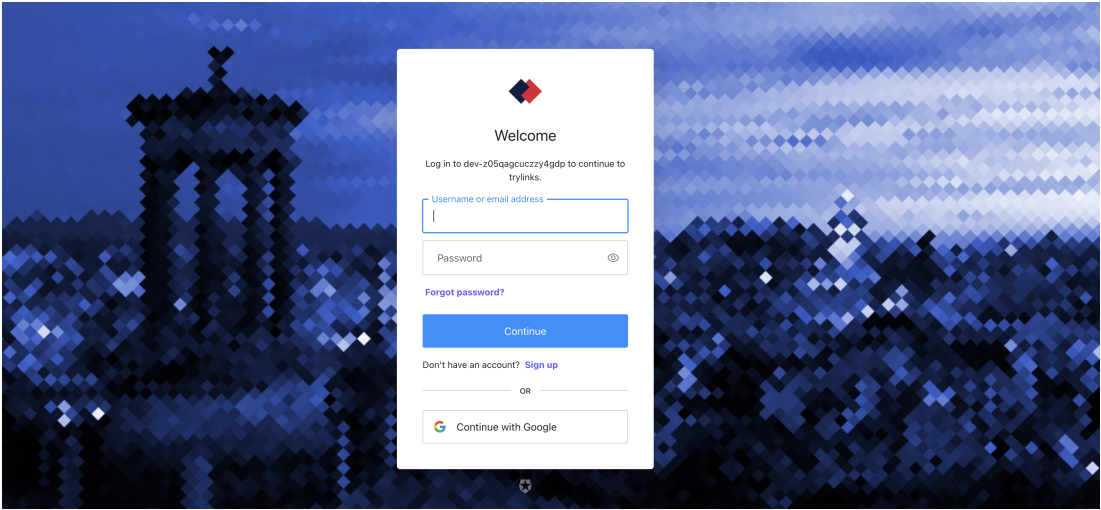 Welcome
Log in to dev-z05qagcuczzy4gdp to continue to
trylinks.
Username or email address
Password
Forgot password?
Continue
Don't have an account? Sign up
OR
Continue with Google